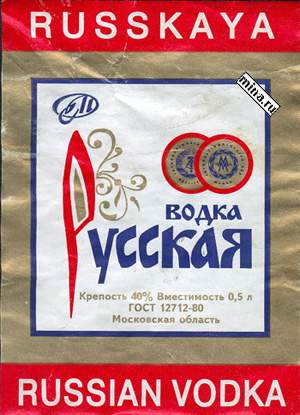 RUSSKAYA
mina.ru
ВОДКА
Русская
Крепость 40% Вместимость 0,5 л
ГОСТ 12712-80
Московская область
RUSSIAN VODKA